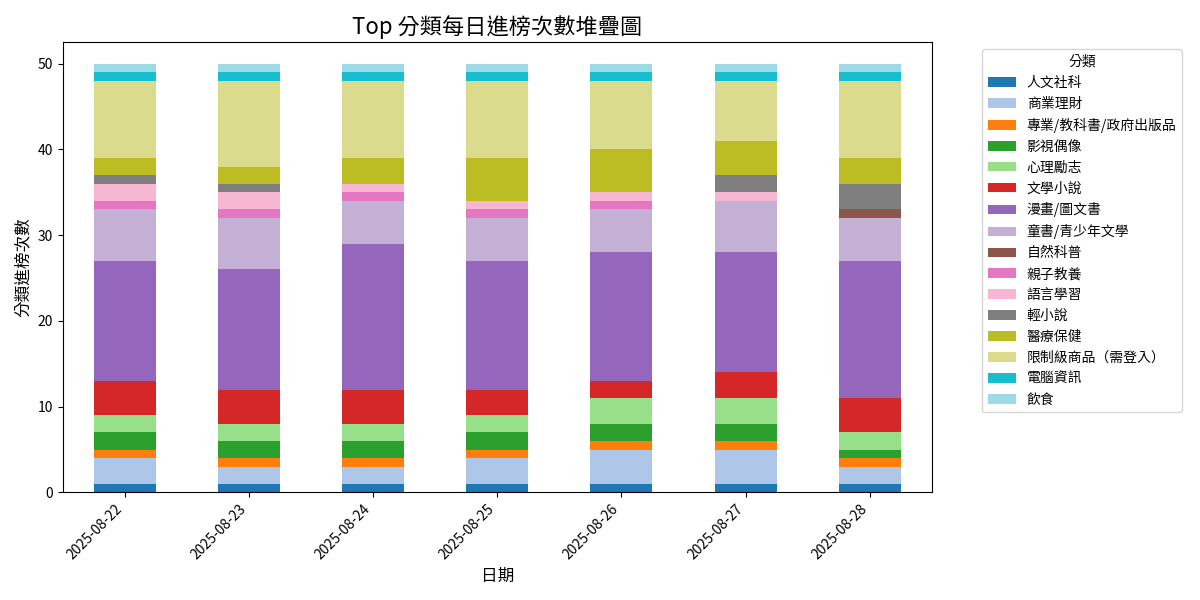 Top 分類每日進榜次數堆疊圖
分類進榜次數
50
40
30
20
10
0
2025-08-22
2025-08-23
2025-08-24
2025-08-25
2025-08-26
2025-08-27
2025-08-28
日期
分類
人文社科
商業理財
專業/教科書/政府出版品
影視偶像
心理勵志
文學小說
漫畫/圖文書
童書/青少年文學
自然科普
親子教養
語言學習
輕小說
醫療保健
限制級商品（需登入）
電腦資訊
飲食